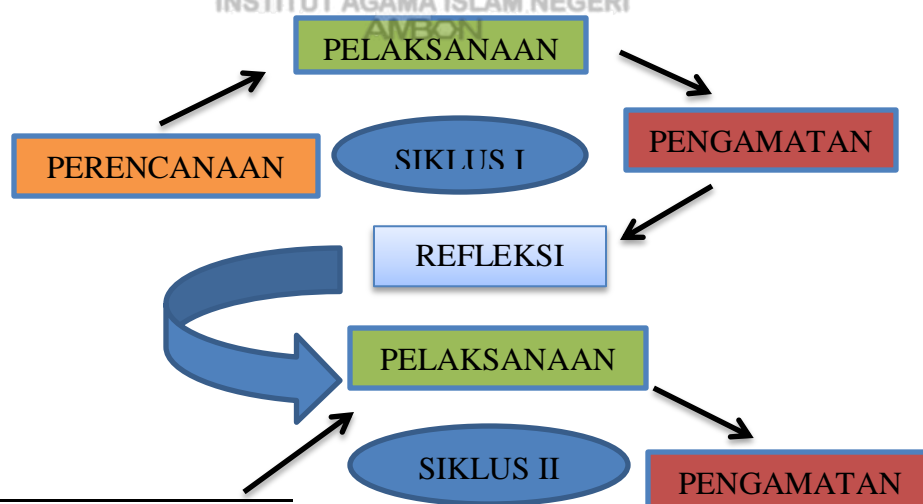 INSTITUT AGAMA ISLAM NEGERI
AMBON
PELAKSANAAN
PERENCANAAN
SIKLUS I
PENGAMATAN
REFLEKSI
PELAKSANAAN
SIKLUS II
PENGAMATAN